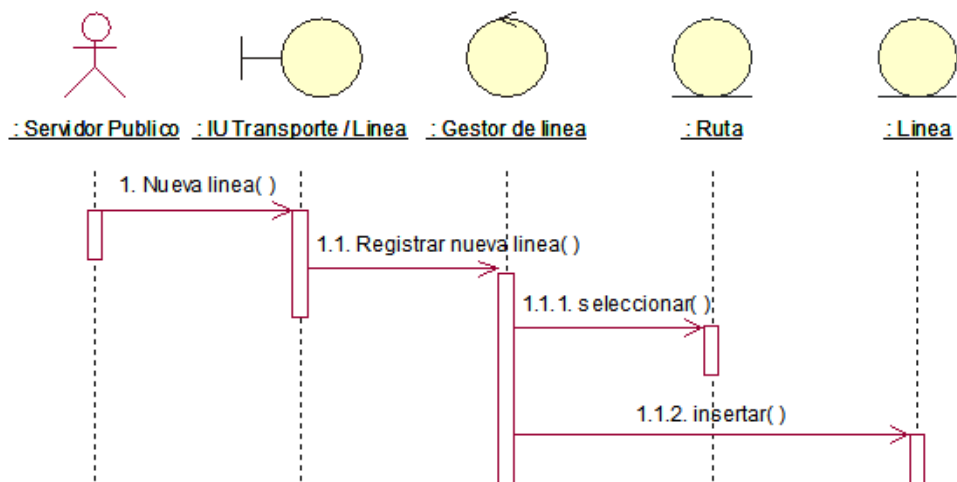 : Servidor Publico
: IU Transporte / Linea
: Gestor de linea
: Ruta
: Linea
1. Nueva linea( )
1.1. Registrar nueva linea( )
1.1.1. seleccionar( )
1.1.2. insertar( )